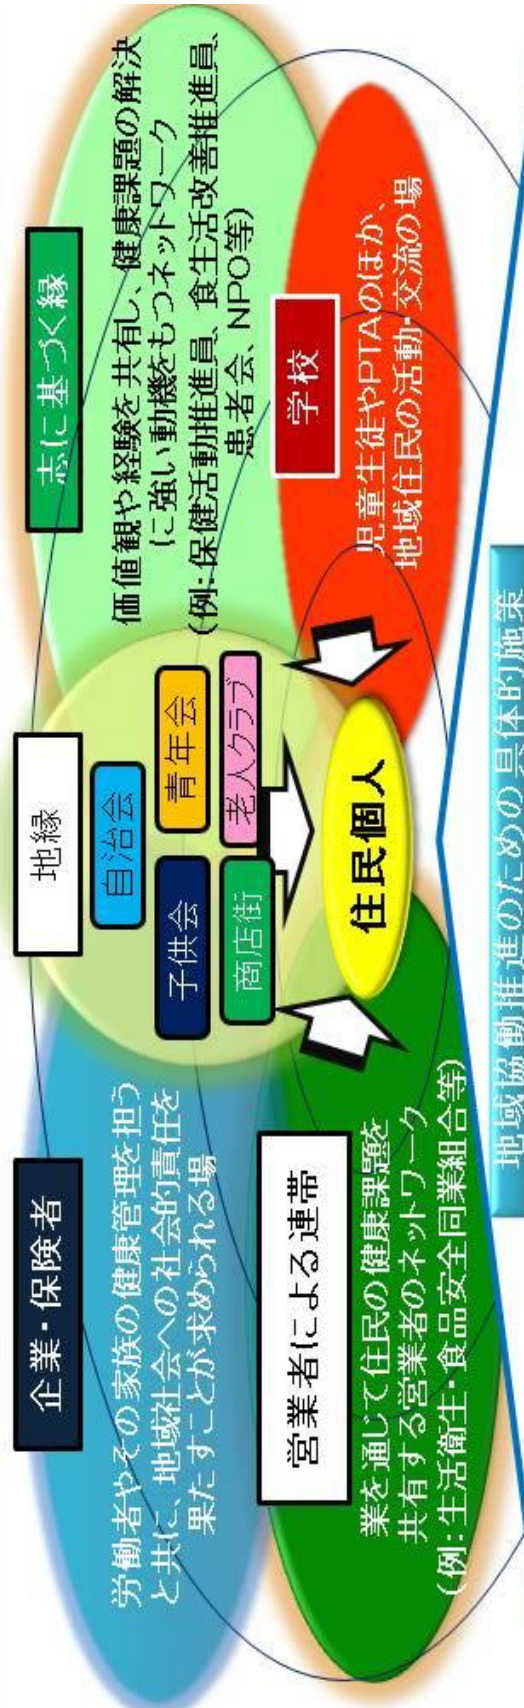 企業・保険者
労働者やその家族の健康管理を担う
と共に、地域社会への社会的責任を
果たすことが求められる場
地縁
自治会
子供会
青年会
商店街
老人クラブ
志に基づく縁
価値観や経験を共有し、健康課題の解決
に強い動機をもつネットワーク
(例:保健活動推進員、食生活改善推進員、
患者会、NPO等)
営業者による連帯
業を通じて住民の健康課題を
共有する営業者のネットワーク
(例:生活衛生・食品安全同業組合等)
住民個人
学校
児童生徒やPTAのほか、
地域住民の活動・交流の場
地域協働推進のための具体的施策